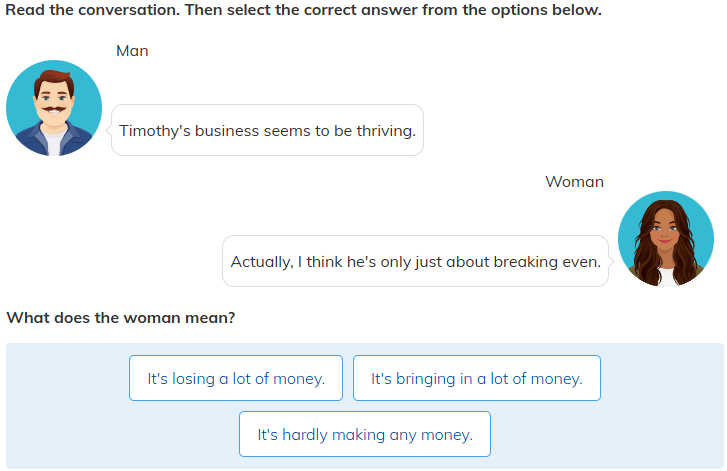 Read the conversation. Then select the correct answer from the options below.
Man
Timothy's business seems to be thriving.
Woman
Actually, I think he's only just about breaking even.
What does the woman mean?
It's losing a lot of money.
It's bringing in a lot of money.
It's hardly making any money.